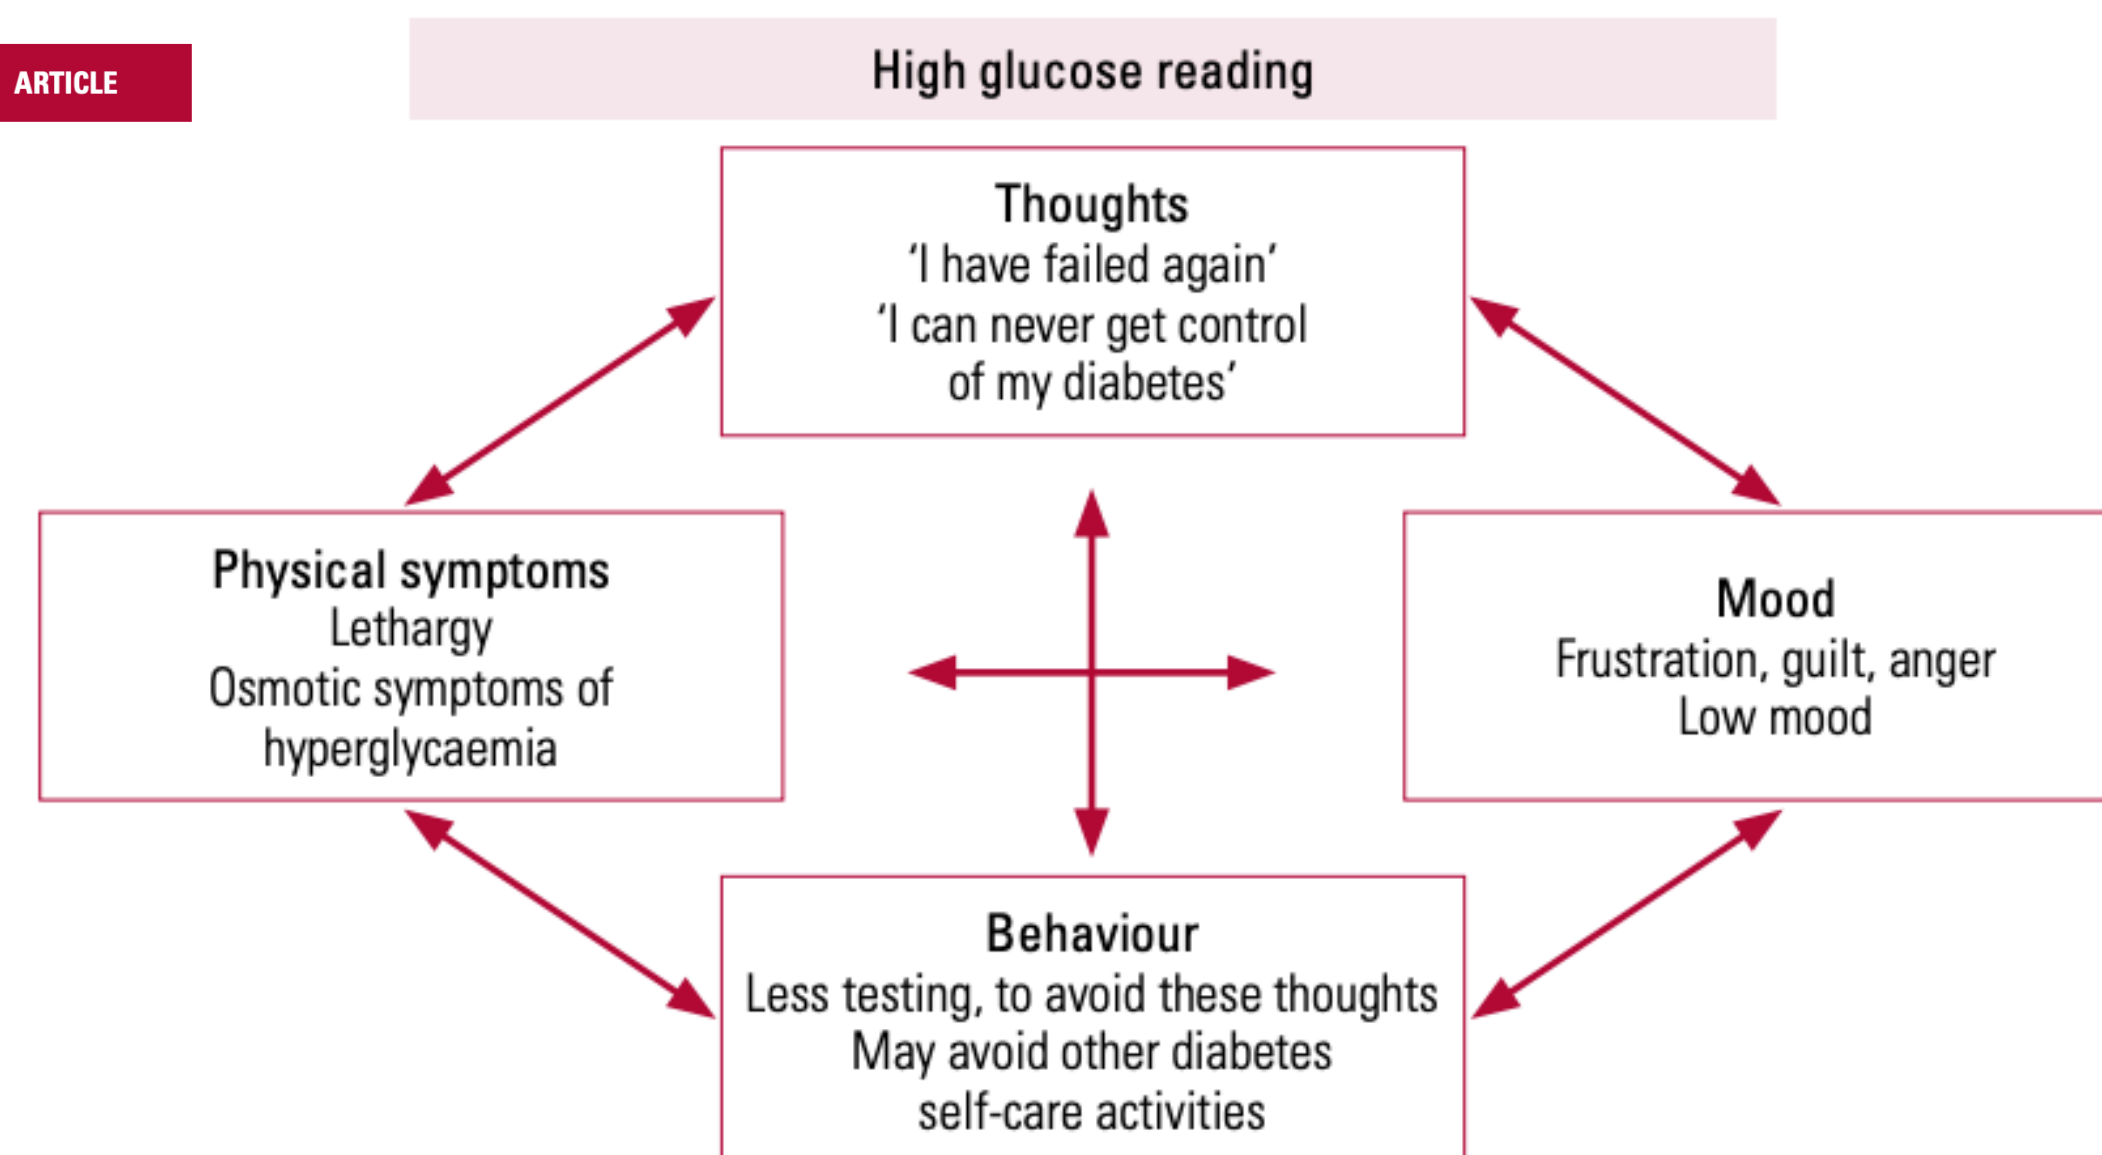 ARTICLE
High glucose reading
Thoughts
‘I have failed again’
‘I can never get control
of my diabetes’
Physical symptoms
Lethargy
Osmotic symptoms of
hyperglycaemia
Mood
Frustration, guilt, anger
Low mood
Behaviour
Less testing, to avoid these thoughts
May avoid other diabetes
self-care activities